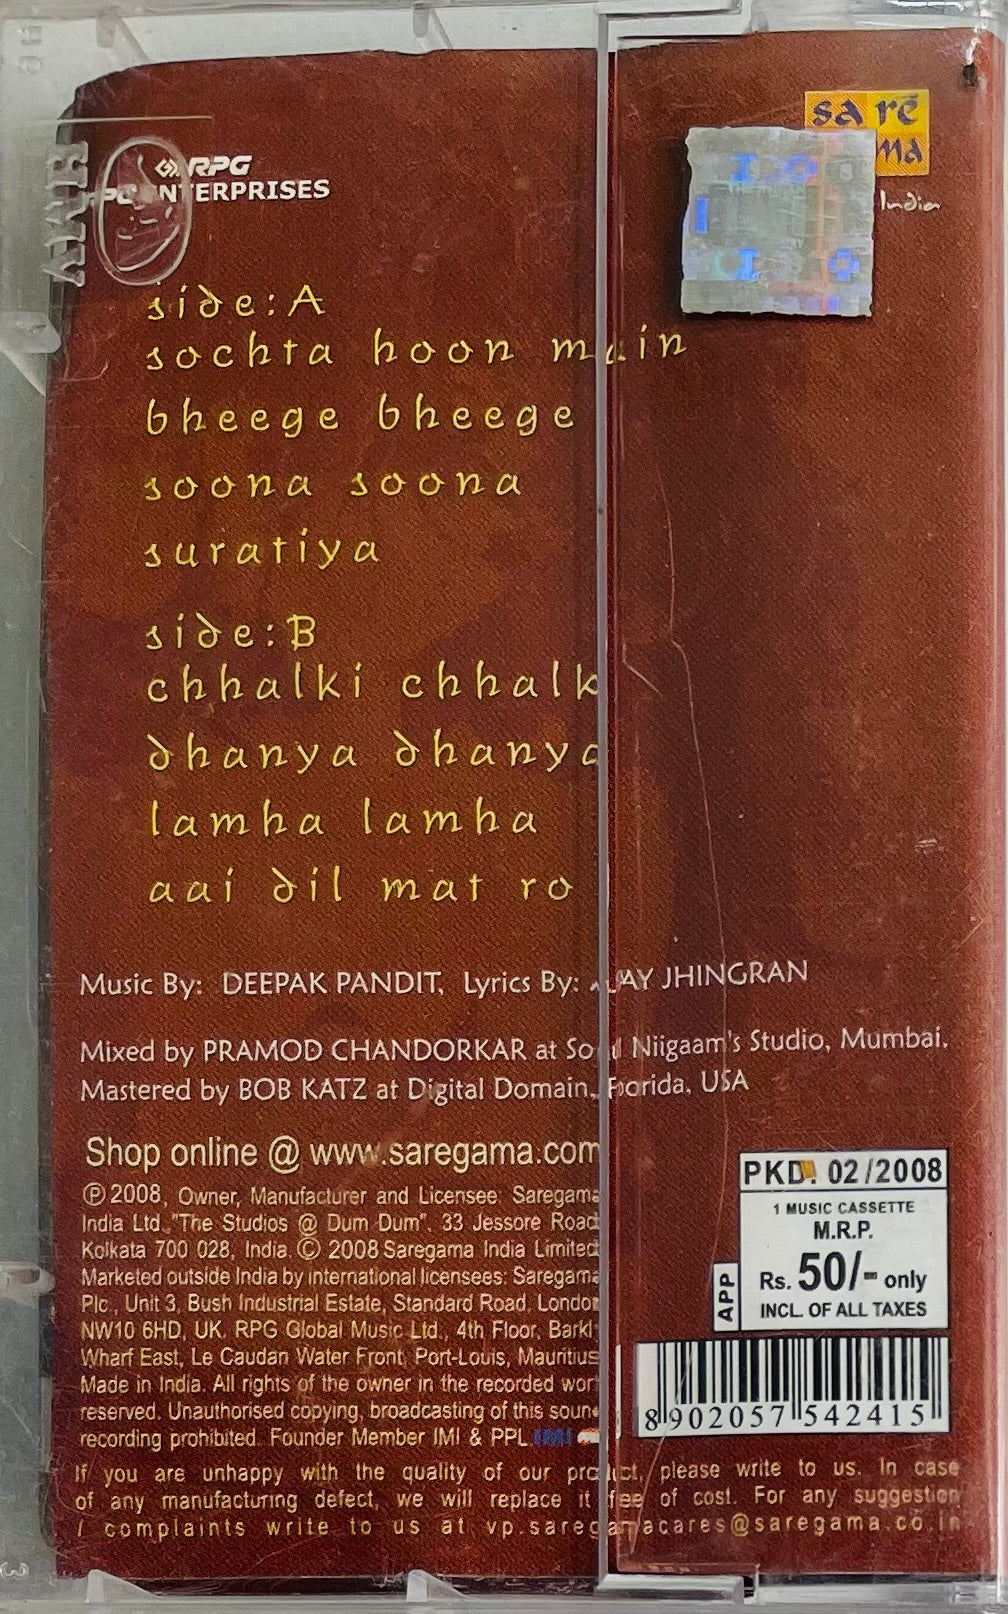 RPG
ENTERPRISES
sa rē
ma
India
side:A
sochta hoon main
bheege bheege
soona soona
suratiya
side:B
chhalki chhalk
dhanya dhanya
lamha lamha
aai dil mat ro
Music By: DEEPAK PANDIT, Lyrics By: JHINGRAN
Mixed by PRAMOD CHANDORKAR at Niigaam's Studio, Mumbai.
Mastered by BOB KATZ at Digital Domain, USA
Shop online @ www.saregama.com
PKD. 02/2008
1 MUSIC CASSETTE
M.R.P.
Rs. 50/- only
INCL. OF ALL TAXES
APP
℗ 2008, Owner, Manufacturer and Licensee: Saregama
India Ltd.,"The Studios @ Dum Dum", 33 Jessore Road
Kolkata 700 028, India. © 2008 Saregama India Limited
Marketed outside India by international licensees: Saregama
Plc., Unit 3, Bush Industrial Estate, Standard Road, London
NW10 6HD, UK. RPG Global Music Ltd., 4th Floor, Barkl
Wharf East, Le Caudan Water Front, Port-Louis, Mauritius
Made in India. All rights of the owner in the recorded wor
reserved. Unauthorised copying, broadcasting of this soun
recording prohibited. Founder Member IMI & PPL
8 902057 542415
If you are unhappy with the quality of our product, please write to us. In case
of any manufacturing defect, we will replace it of cost. For any suggestion
/ complaints write to us at vp.saregamacares@saregama.co.in